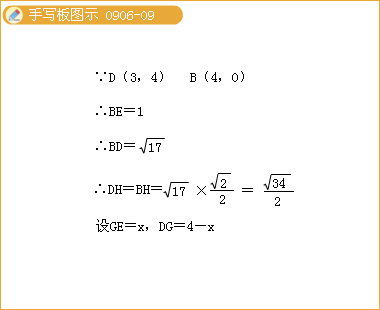 手写板图示 0906-09
∵D（3，4） B（4，0）
∴BE＝1
∴BD＝√17
∴DH＝BH＝√17 × √2/2 ＝ √34/2
设GE＝x，DG＝4－x